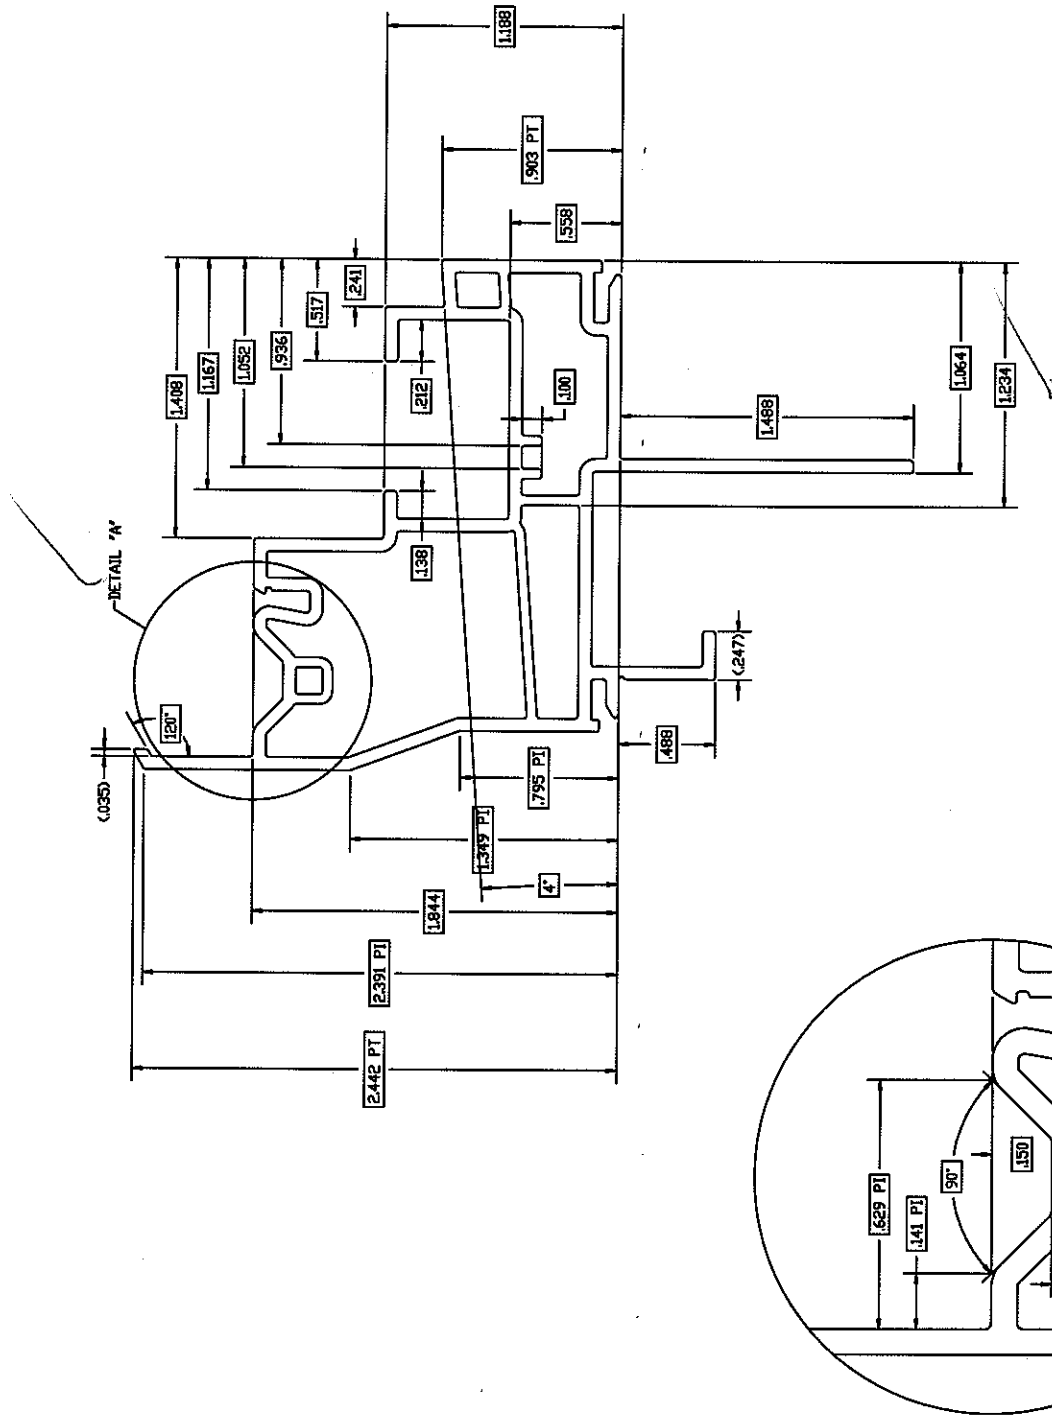 1.188
.903 PT
.558
.241
.517
.936
1.052
1.167
1.408
.212
.100
.138
1.488
1.064
1.234
DETAIL "A"
120°
(.035)
(.247)
.488
.795 PI
1.349 PI
4°
1.844
2.391 PI
2.442 PT
.629 PI
.141 PI
90°
.150